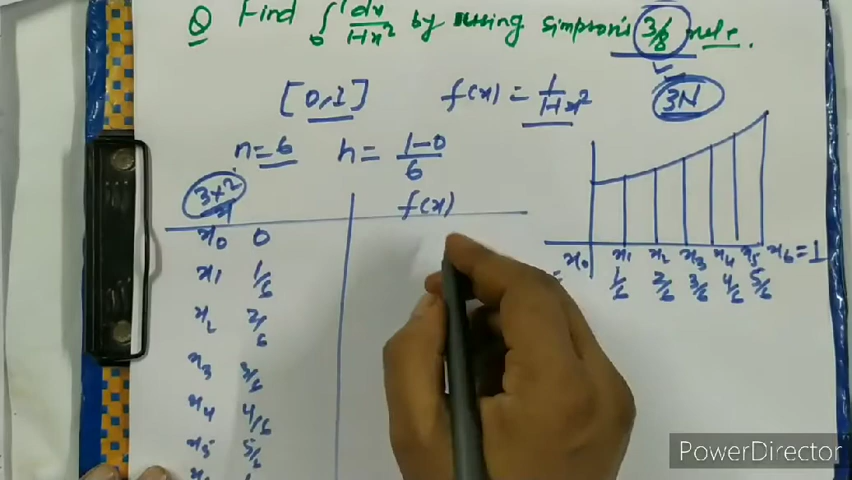 Q Find ∫₀¹ dx/1+x² by using simpson's 3/8 rule.
[0,1] f(x) = 1/1+x² 3N
n=6 h = 1-0/6
3×2
x f(x)
x₀ 0
x₁ 1/6
x₂ 2/6
x₃ 3/6
x₄ 4/6
x₅ 5/6
x₀ x₁ x₂ x₃ x₄ x₅ x₆=1
= 1/6 2/6 3/6 4/6 5/6
PowerDirector